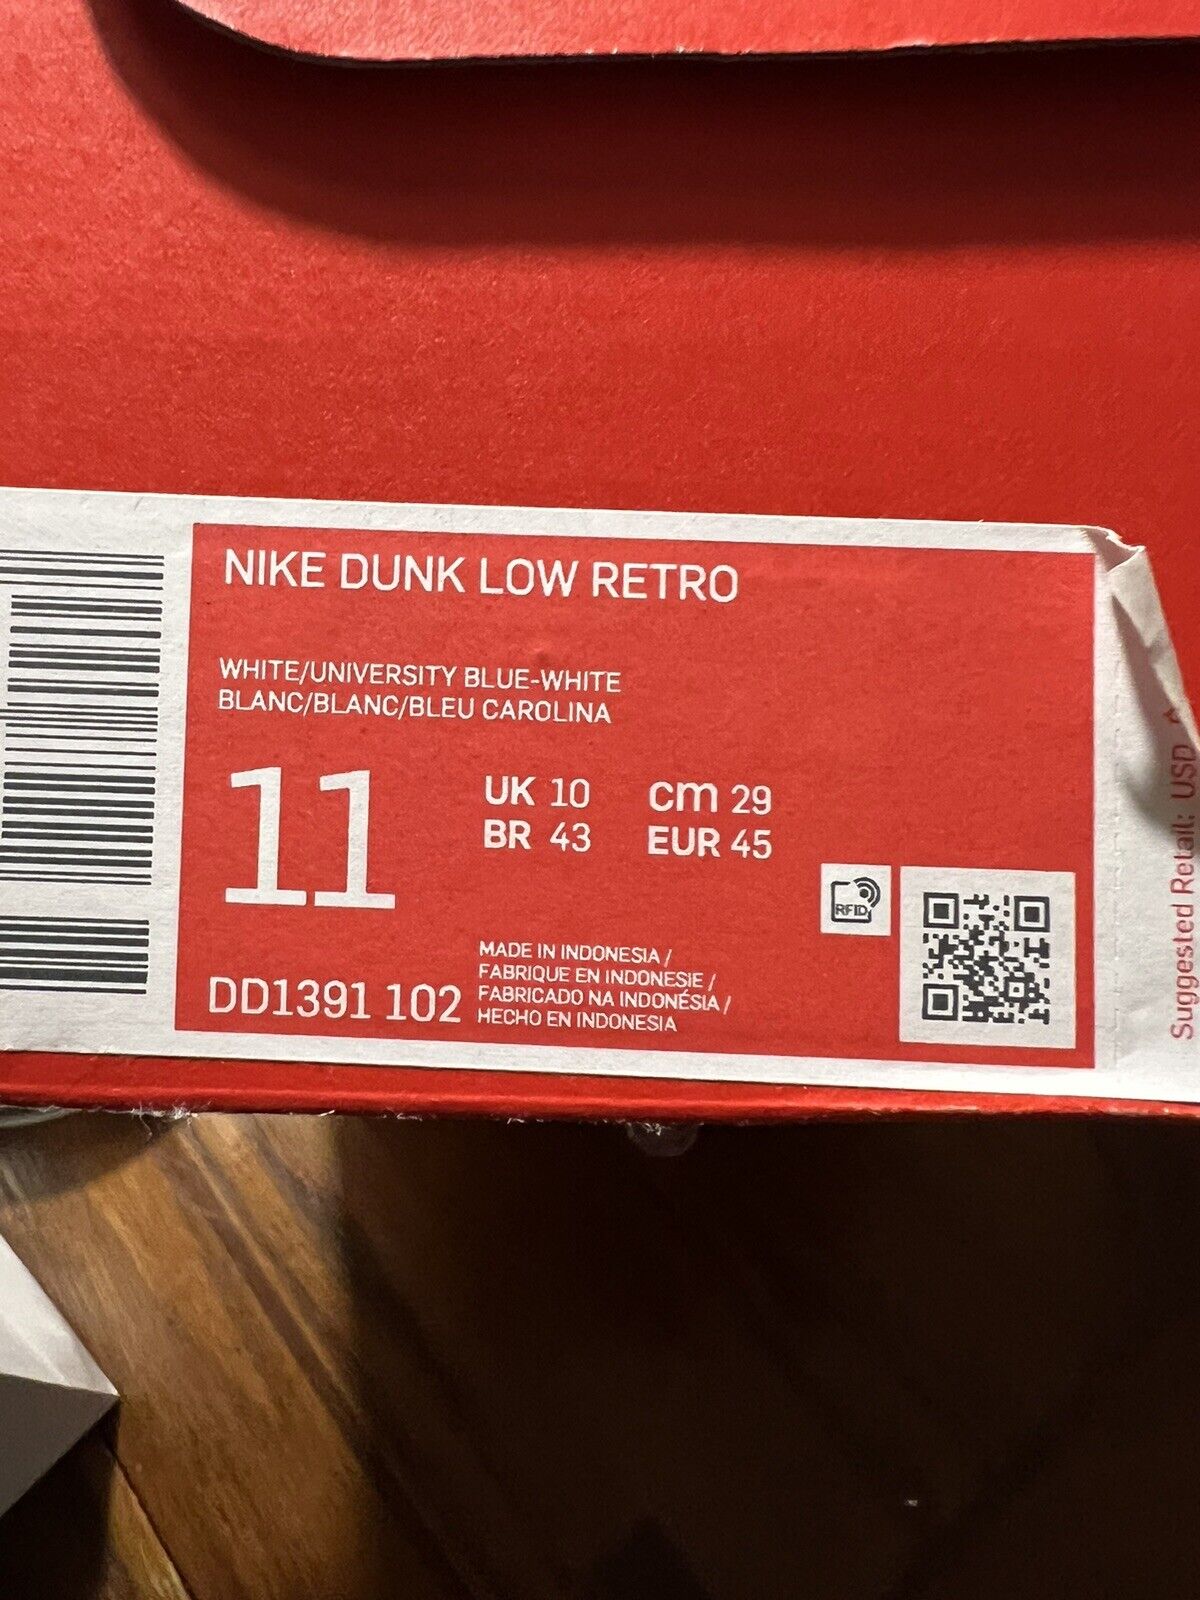 NIKE DUNK LOW RETRO
WHITE/UNIVERSITY BLUE-WHITE
BLANC/BLANC/BLEU CAROLINA
11
UK 10
cm 29
BR 43
EUR 45
RFID
DD1391 102
MADE IN INDONESIA /
FABRIQUE EN INDONESIE /
FABRICADO NA INDONÉSIA /
HECHO EN INDONESIA
Suggested Retail: USD